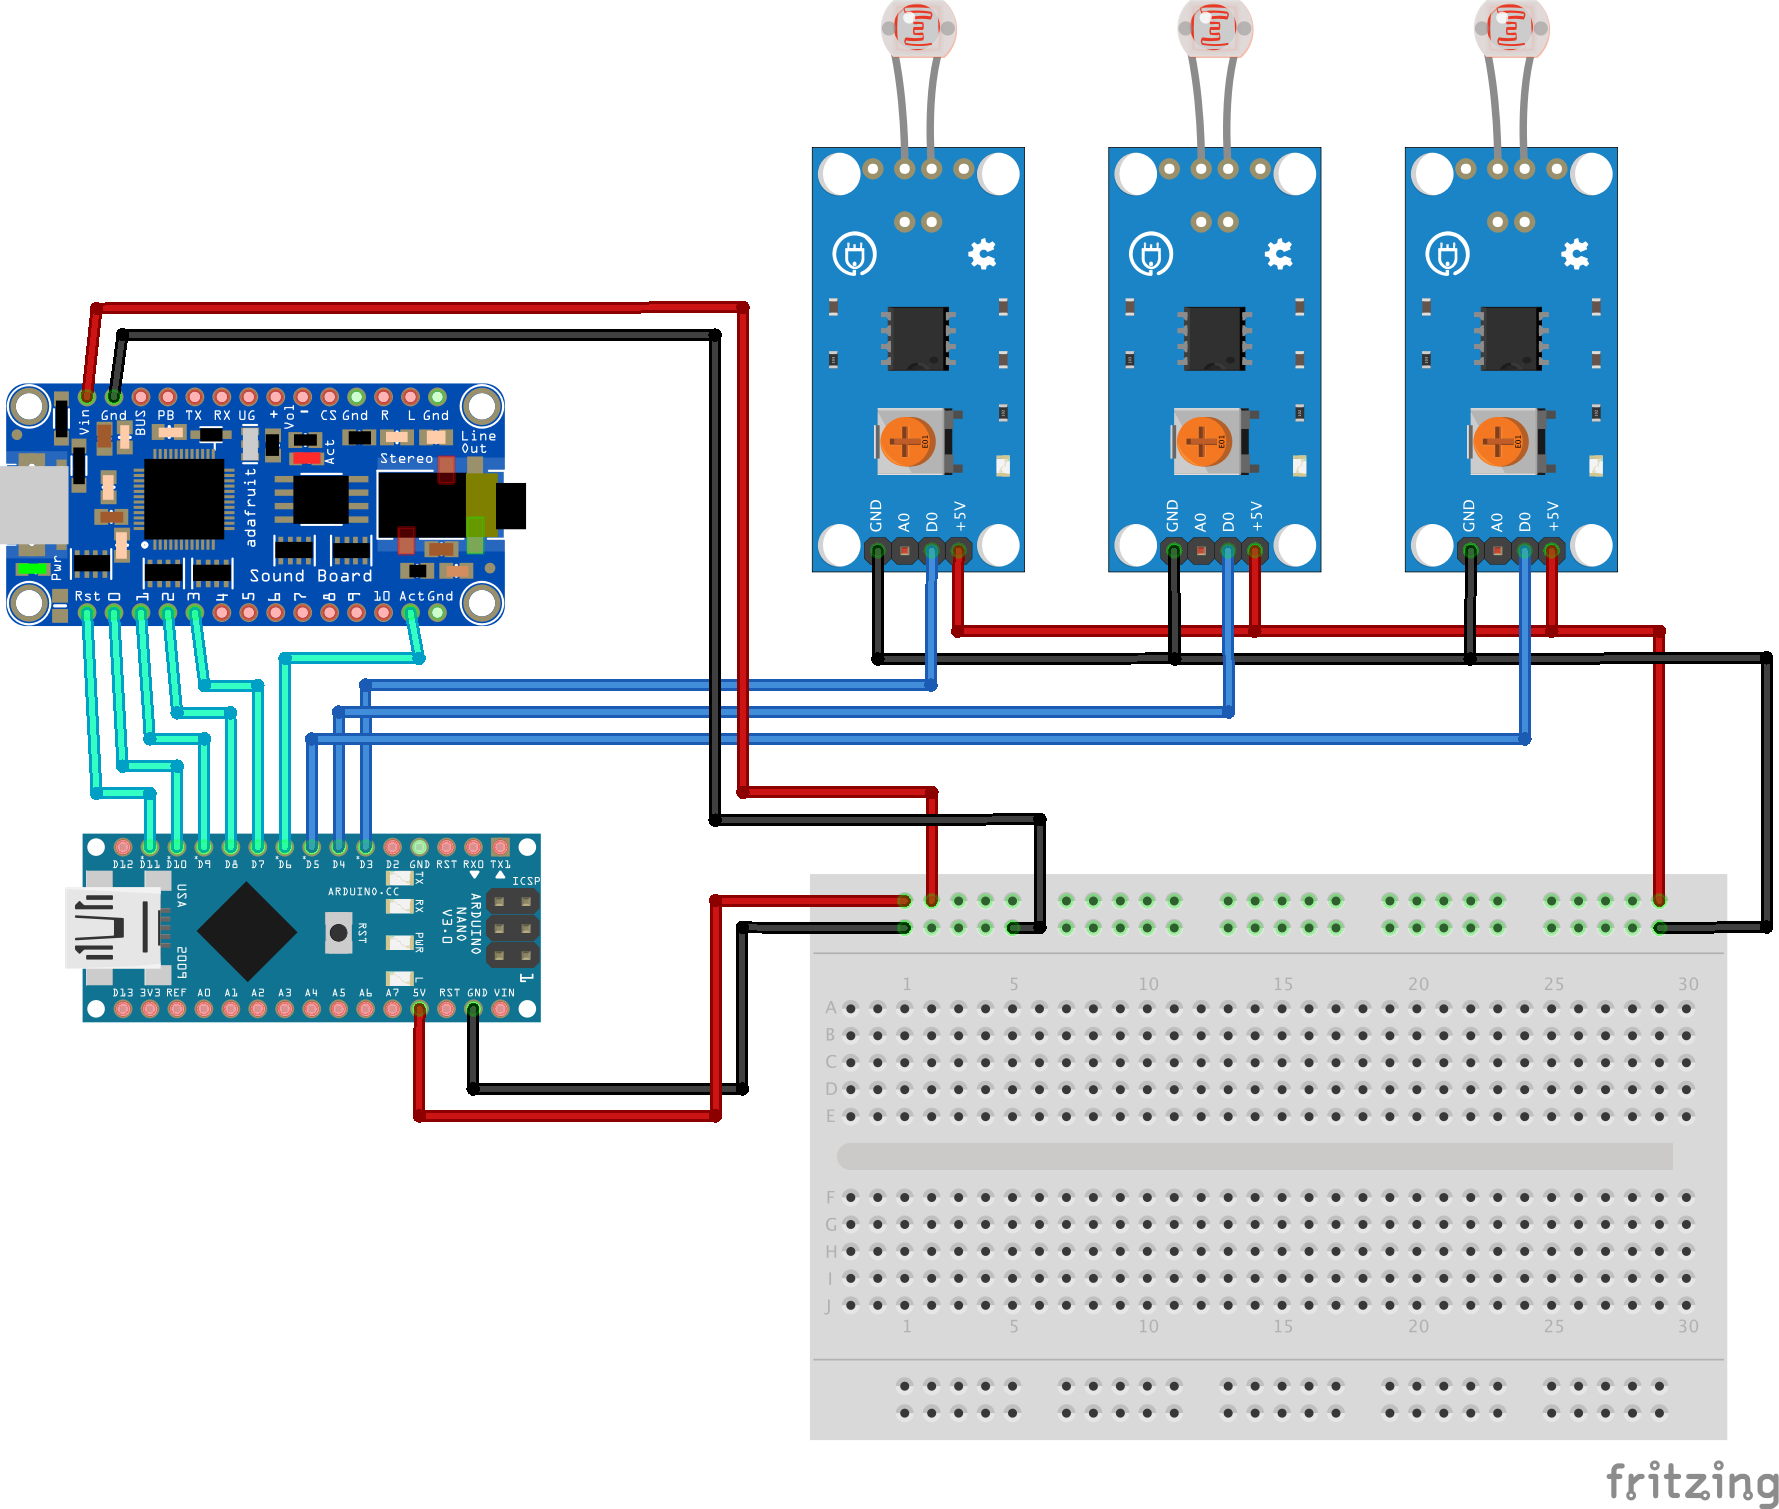 GND A0 D0 +5V
GND A0 D0 +5V
GND A0 D0 +5V
E01
E01
E01
Vin Gnd BUS PB TX RX UG + Vol - CS Gnd R L Gnd
Act
Line
Out
Stereo
adafruit
Pwr
Sound Board
Rst 0 1 2 3 4 5 6 7 8 9 10 Act Gnd
D12 D11 D10 D9 D8 D7 D6 D5 D4 D3 D2 GND RST RX0 TX1
ICSP
ARDUINO.CC
USA
TX
RX
PWR
L
RST
ARDUINO
NANO
V3.0
1
2009
D13 3V3 REF A0 A1 A2 A3 A4 A5 A6 A7 5V RST GND VIN
1 5 10 15 20 25 30
A
B
C
D
E
F
G
H
I
J
1 5 10 15 20 25 30
fritzing